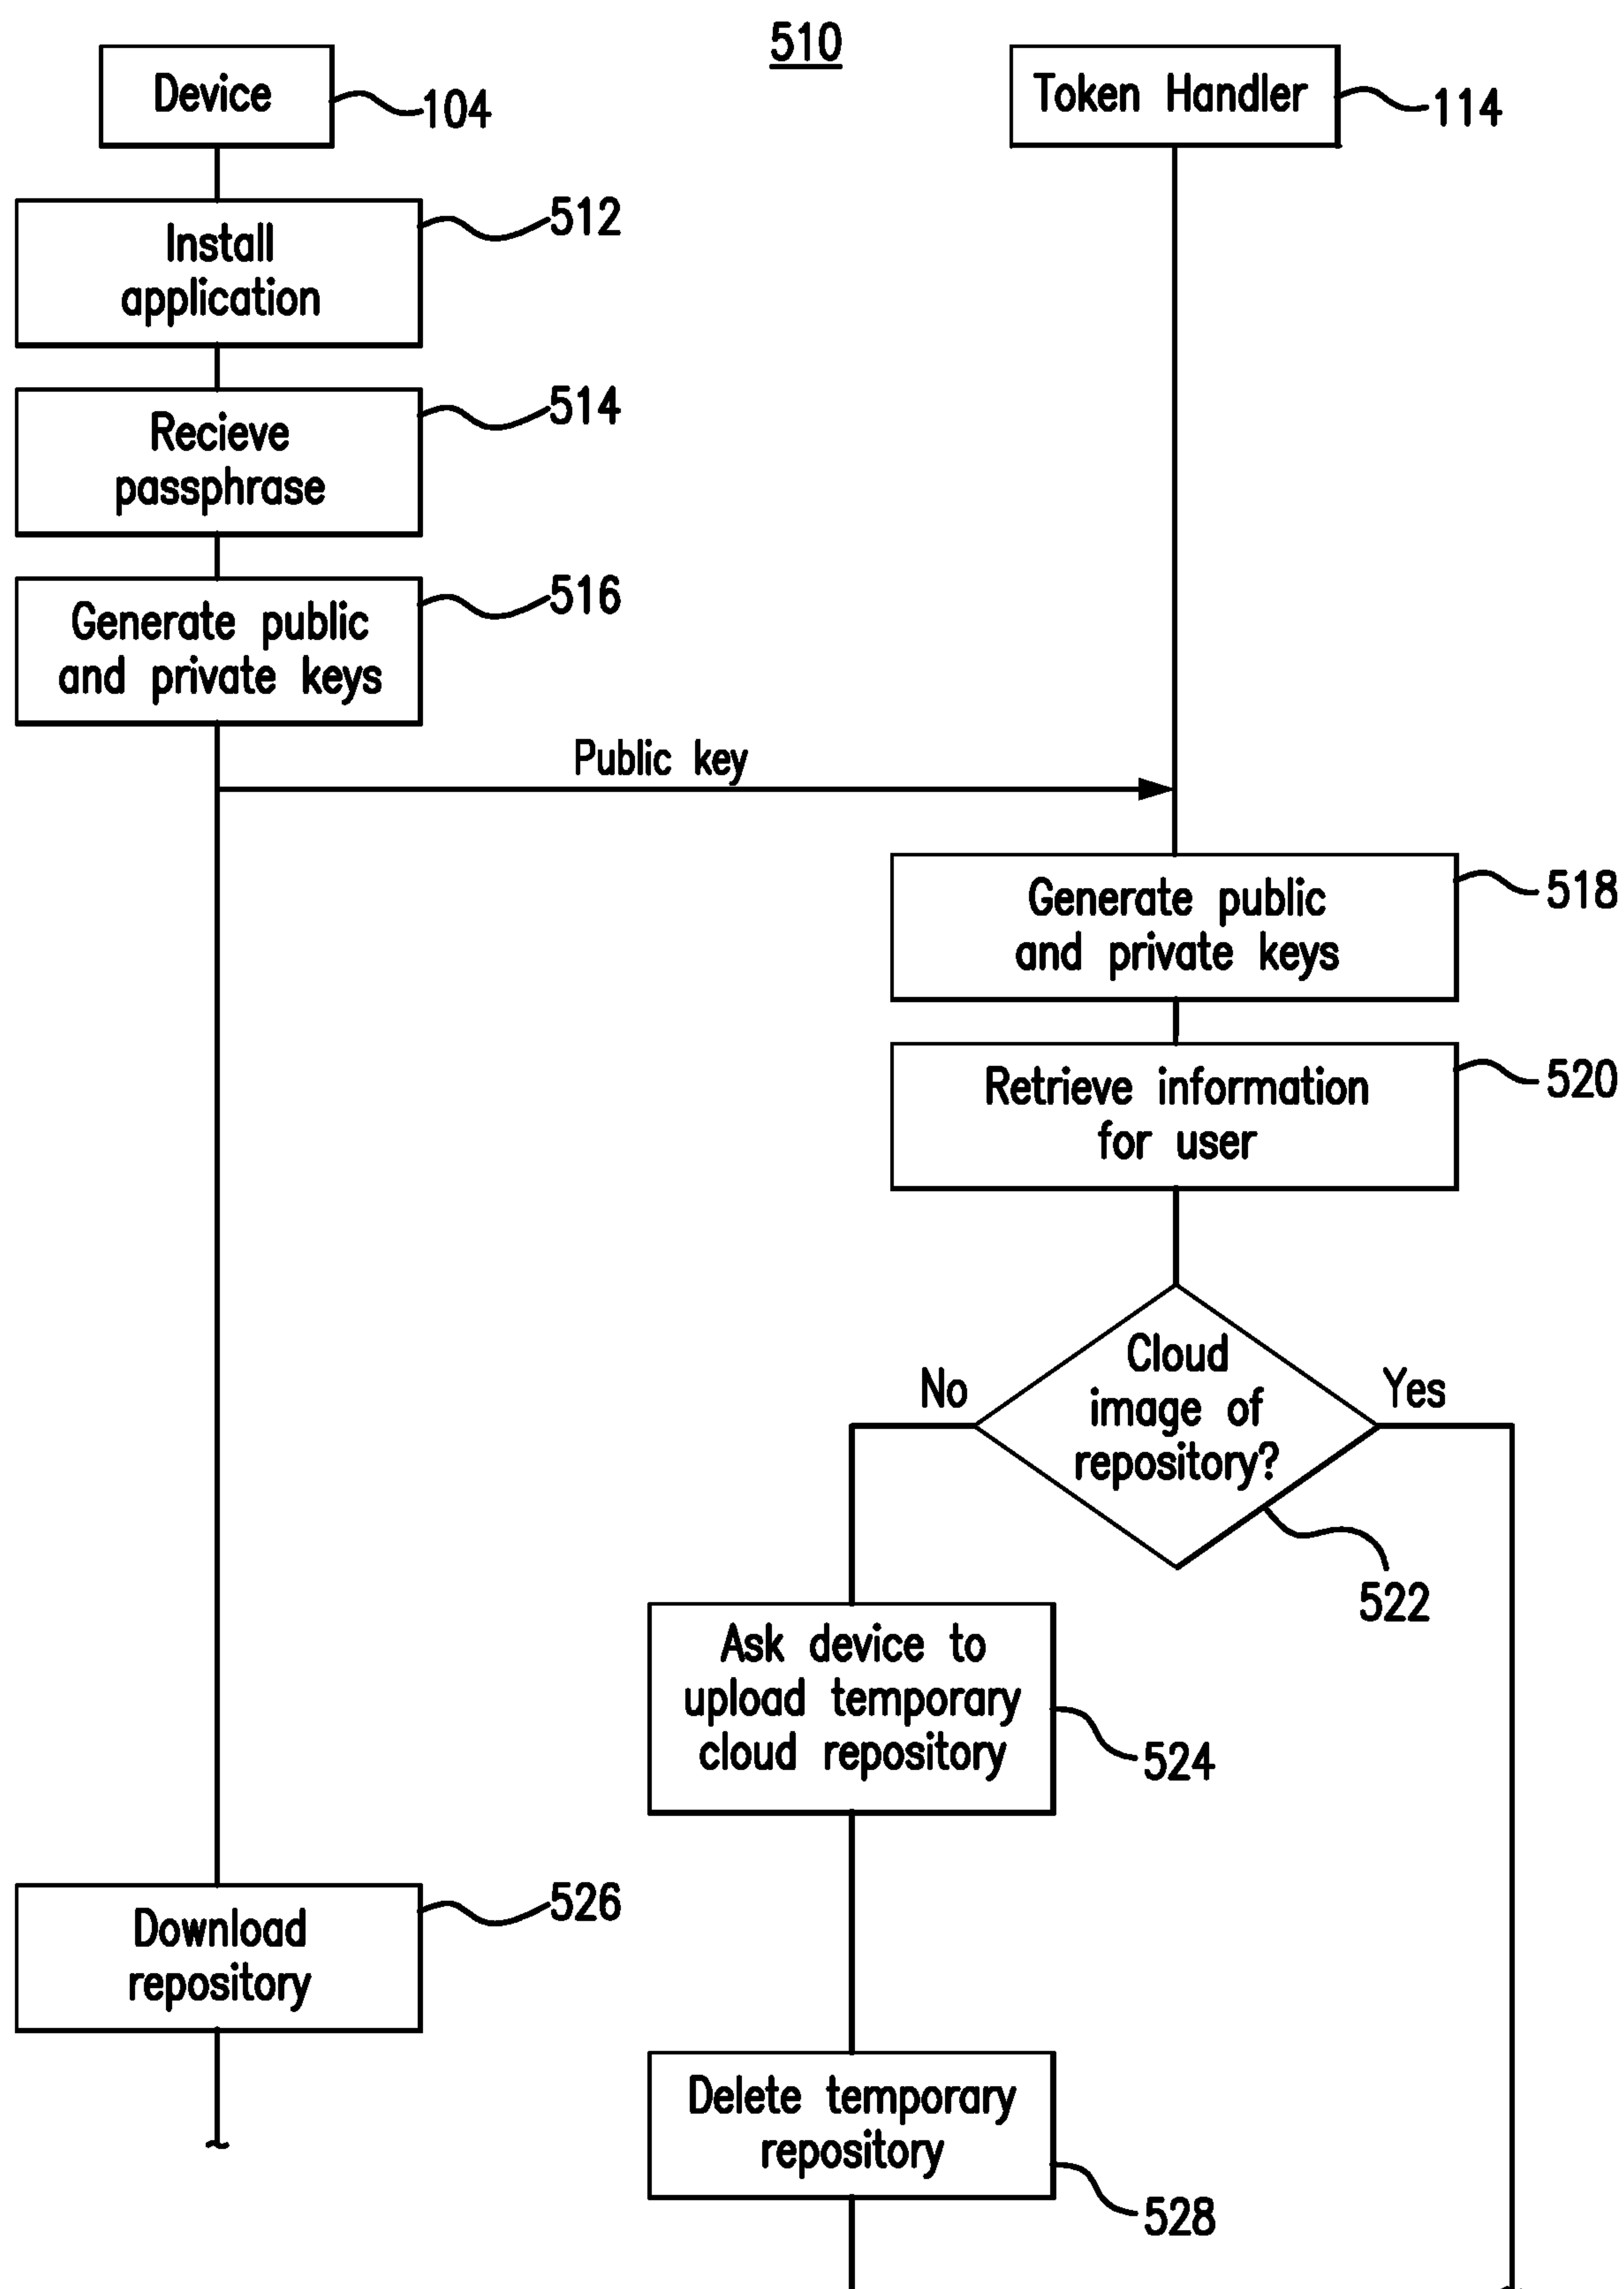 510
Device
104
Token Handler
114
Install
application
512
Recieve
passphrase
514
Generate public
and private keys
516
Public key
Generate public
and private keys
518
Retrieve information
for user
520
Cloud
image of
repository?
No
Yes
522
Ask device to
upload temporary
cloud repository
524
Download
repository
526
Delete temporary
repository
528